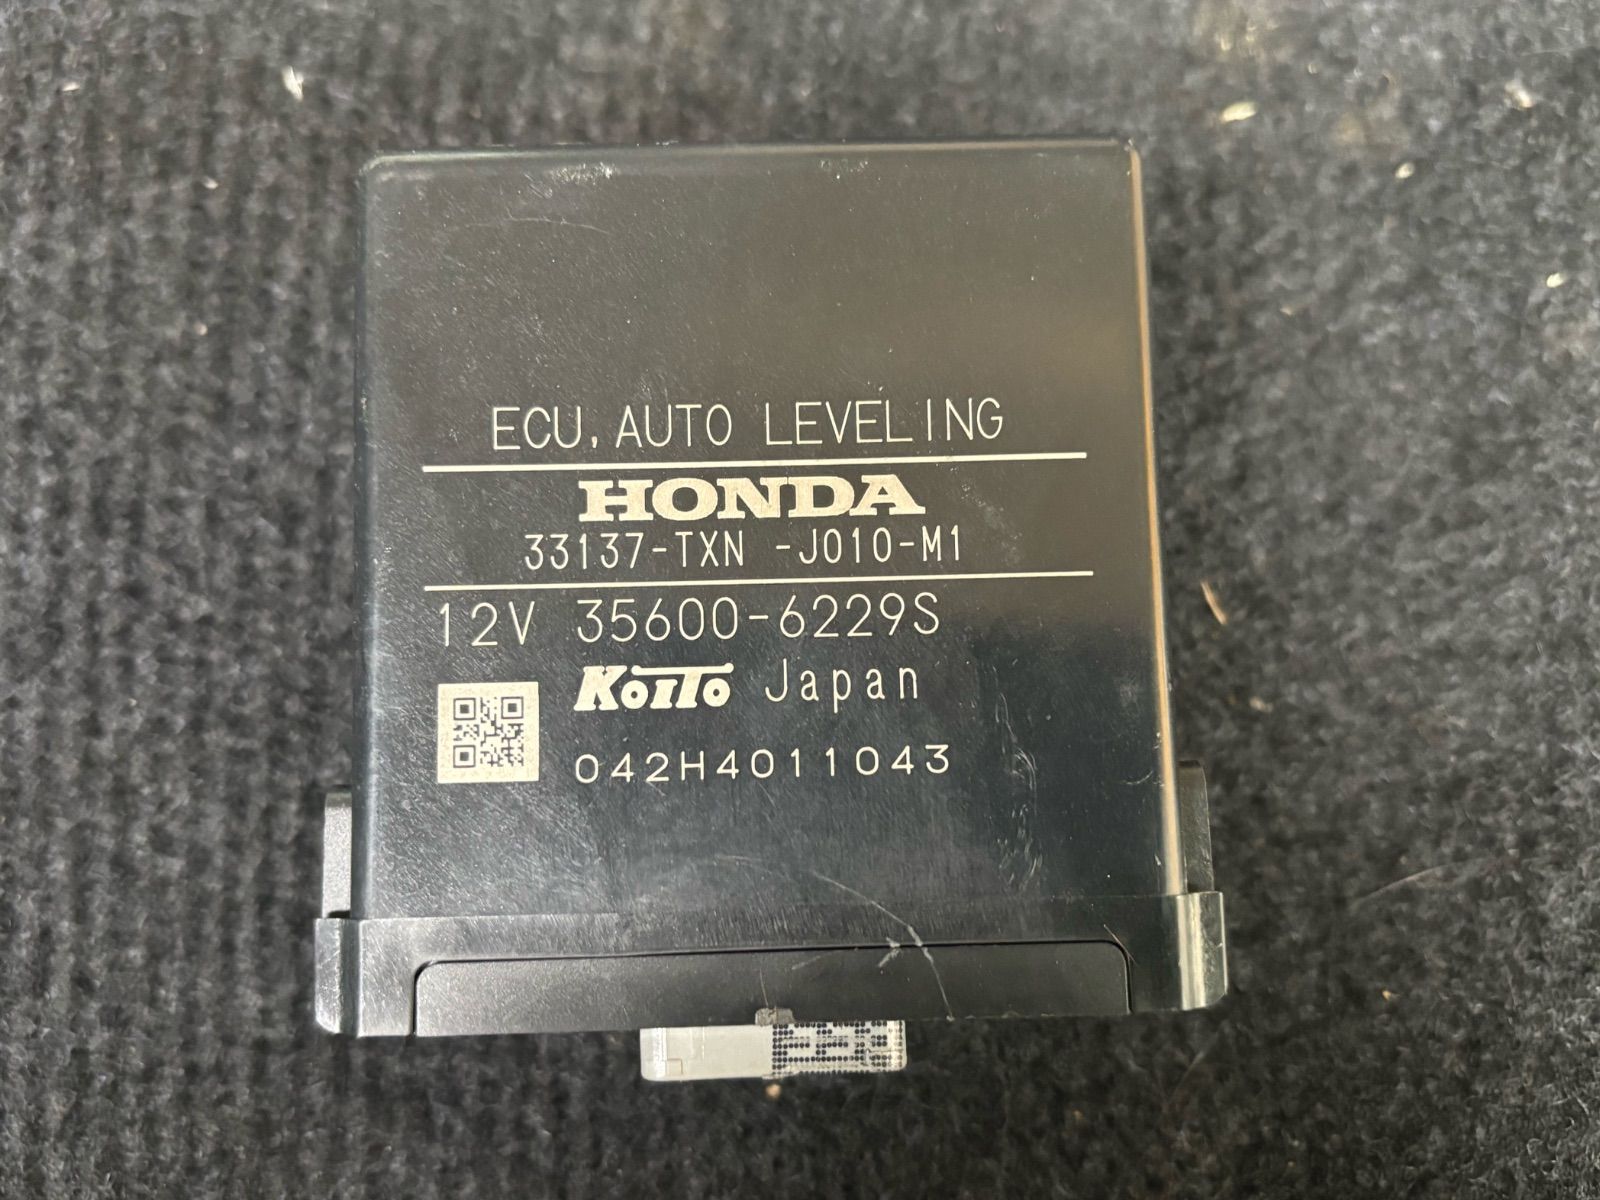 ECU, AUTO LEVELING
HONDA
33137-TXN -J010-M1
12V 35600-6229S
KOITO Japan
042H4011043